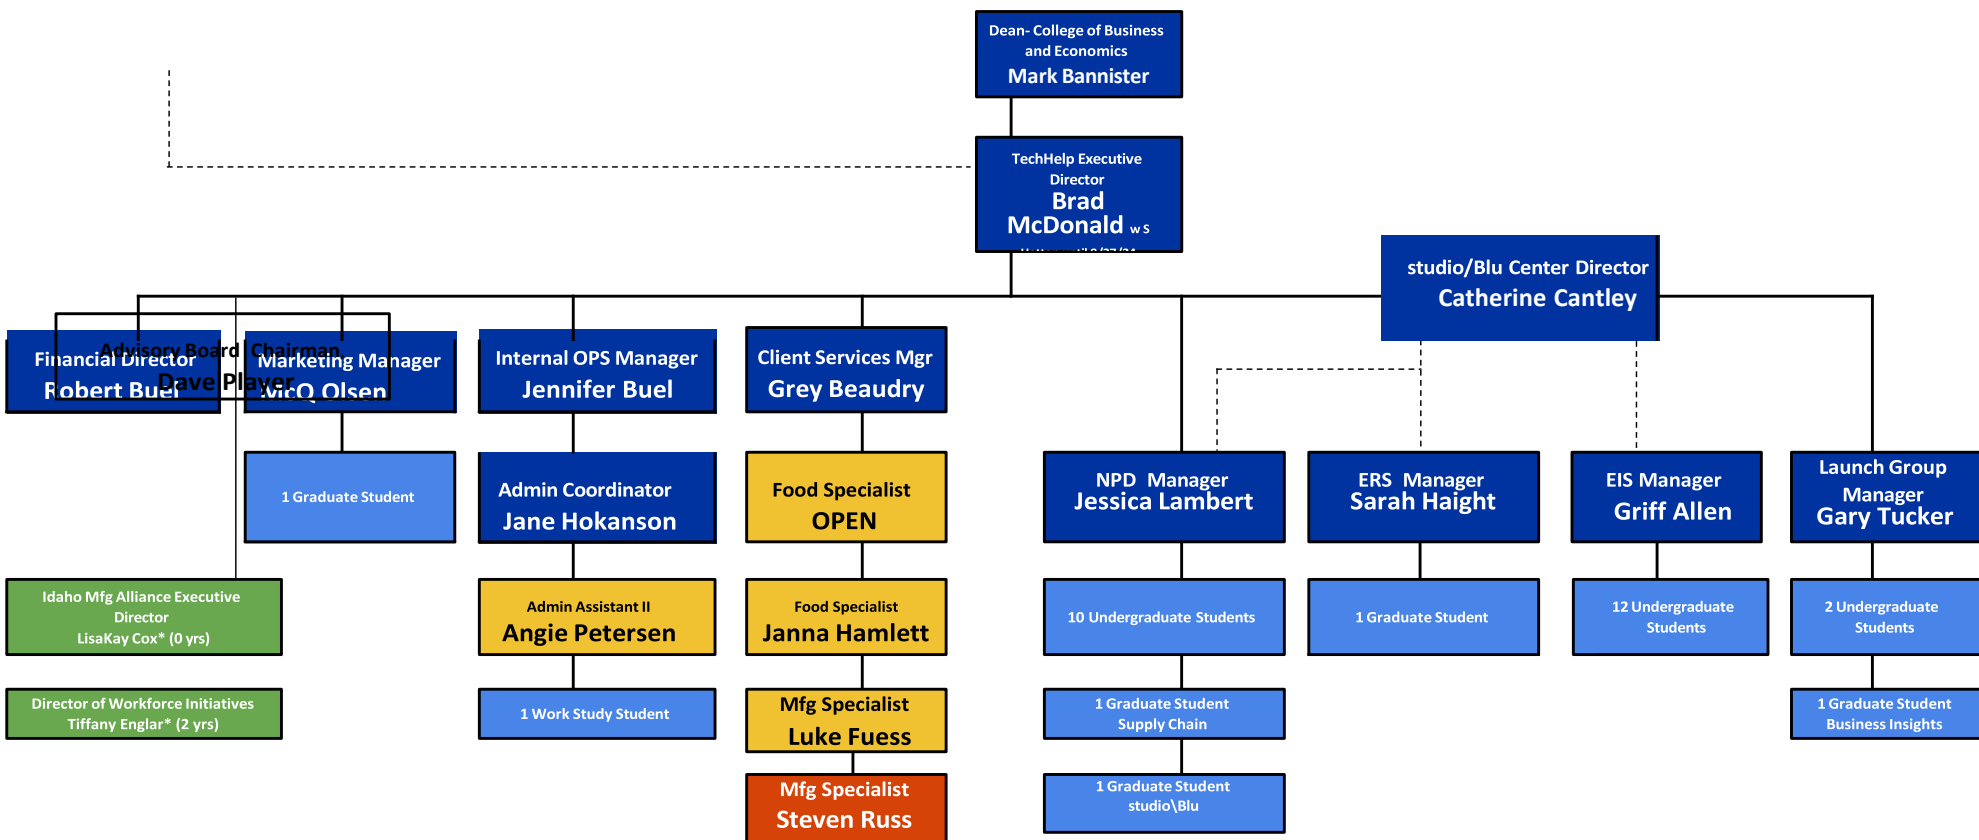 Dean- College of Business
and Economics
Mark Bannister
TechHelp Executive
Director
Brad
McDonald w S
studio/Blu Center Director
Catherine Cantley
Advisory Board Chairman
Dave Player
Financial Director
Robert Buel
Marketing Manager
McQ Olsen
Internal OPS Manager
Jennifer Buel
Client Services Mgr
Grey Beaudry
1 Graduate Student
Admin Coordinator
Jane Hokanson
Food Specialist
OPEN
NPD Manager
Jessica Lambert
ERS Manager
Sarah Haight
EIS Manager
Griff Allen
Launch Group
Manager
Gary Tucker
Idaho Mfg Alliance Executive
Director
LisaKay Cox* (0 yrs)
Admin Assistant II
Angie Petersen
Food Specialist
Janna Hamlett
10 Undergraduate Students
1 Graduate Student
12 Undergraduate
Students
2 Undergraduate
Students
Director of Workforce Initiatives
Tiffany Englar* (2 yrs)
1 Work Study Student
Mfg Specialist
Luke Fuess
1 Graduate Student
Supply Chain
1 Graduate Student
Business Insights
Mfg Specialist
Steven Russ
1 Graduate Student
studio\Blu